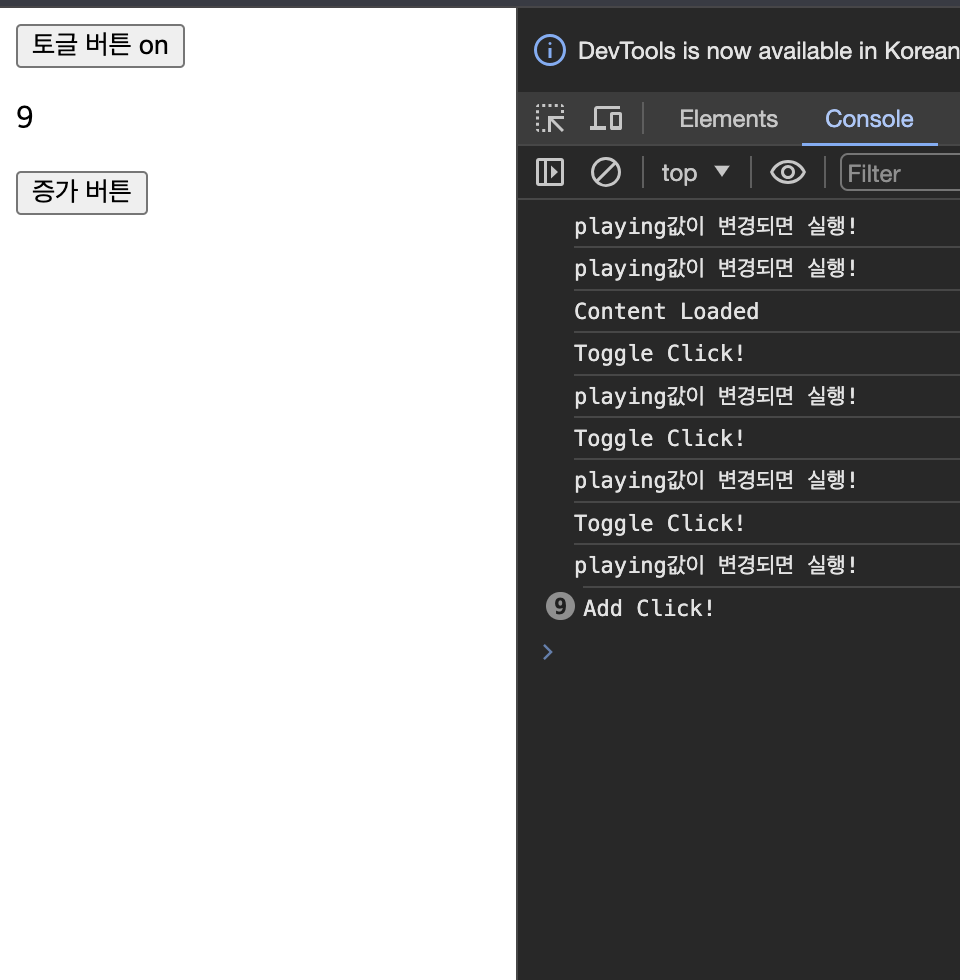 토글 버튼 on
9
증가 버튼
DevTools is now available in Korean
Elements Console
top Filter
playing값이 변경되면 실행!
playing값이 변경되면 실행!
Content Loaded
Toggle Click!
playing값이 변경되면 실행!
Toggle Click!
playing값이 변경되면 실행!
Toggle Click!
playing값이 변경되면 실행!
9 Add Click!